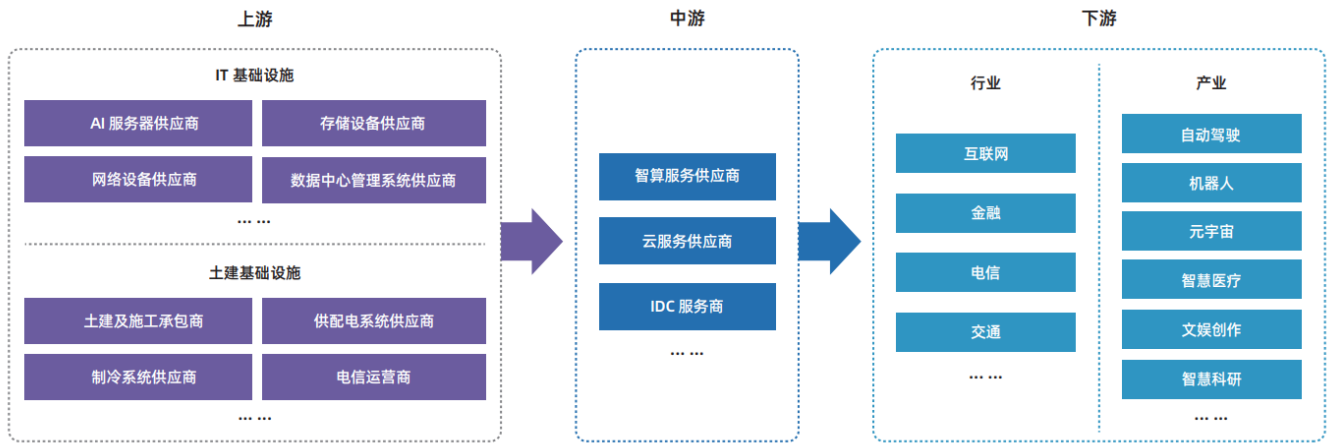 上游
IT 基础设施
AI 服务器供应商
存储设备供应商
网络设备供应商
数据中心管理系统供应商
... ...
土建基础设施
土建及施工承包商
供配电系统供应商
制冷系统供应商
电信运营商
... ...
中游
智算服务供应商
云服务供应商
IDC 服务商
... ...
下游
行业
互联网
金融
电信
交通
... ...
产业
自动驾驶
机器人
元宇宙
智慧医疗
文娱创作
智慧科研
... ...